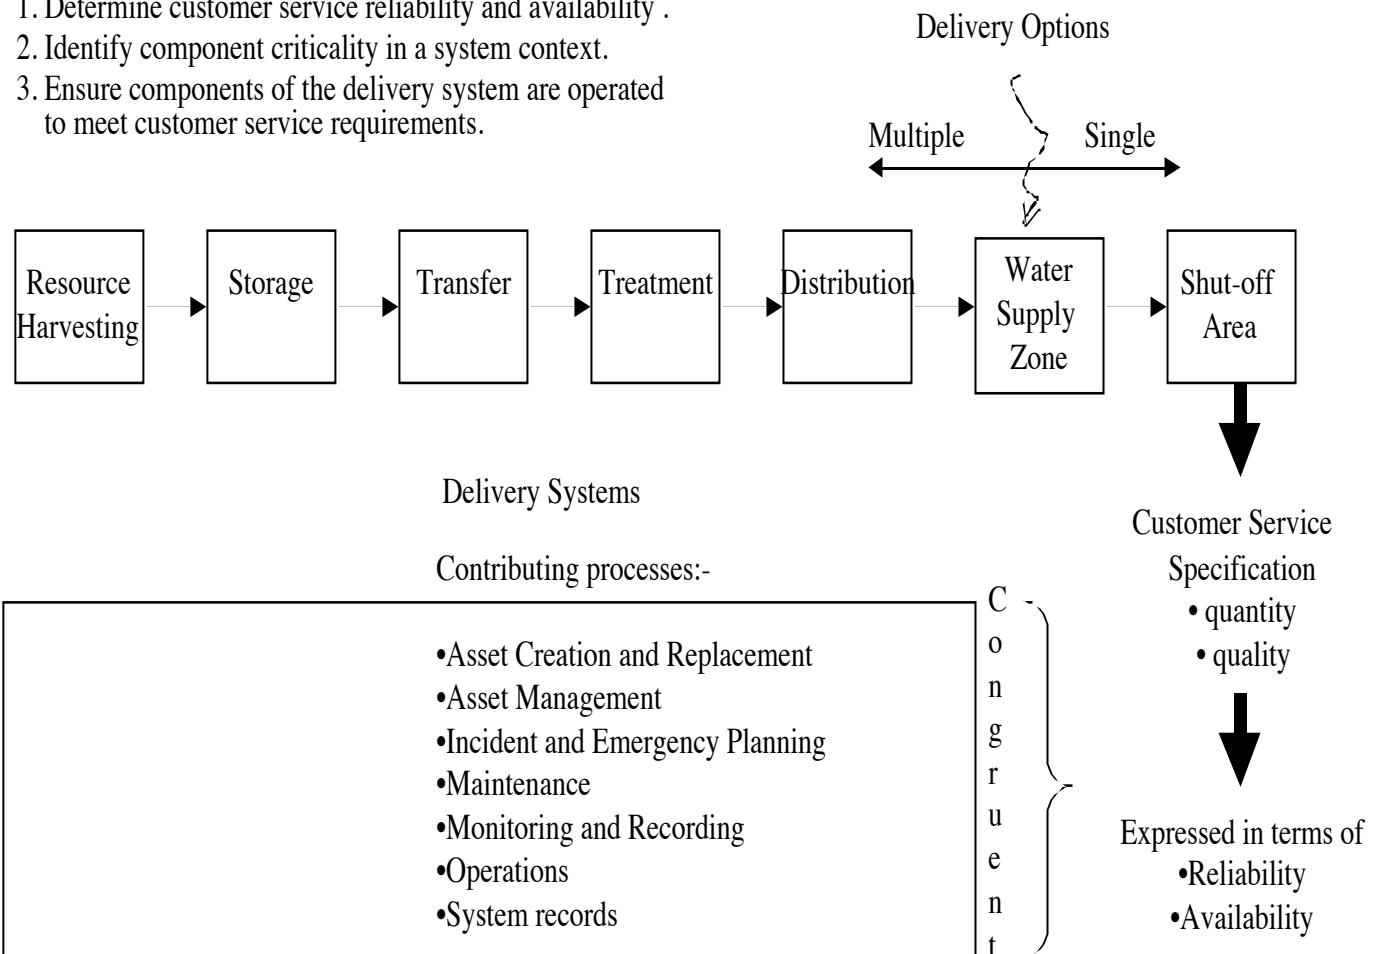 1. Determine customer service reliability and availability .
2. Identify component criticality in a system context.
3. Ensure components of the delivery system are operated
to meet customer service requirements.
Delivery Options
Multiple
Single
Resource
Harvesting
Storage
Transfer
Treatment
Distribution
Water
Supply
Zone
Shut-off
Area
Delivery Systems
Contributing processes:-
•Asset Creation and Replacement
•Asset Management
•Incident and Emergency Planning
•Maintenance
•Monitoring and Recording
•Operations
•System records
C
o
n
g
r
u
e
n
t
Customer Service
Specification
• quantity
• quality
Expressed in terms of
•Reliability
•Availability